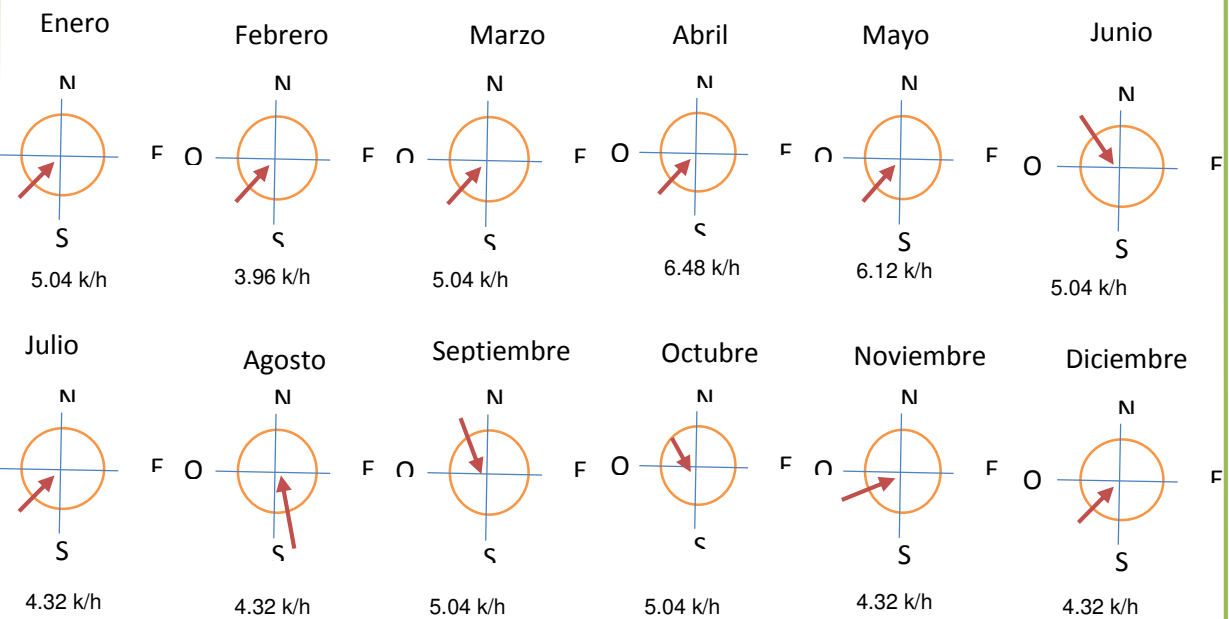 Enero
N
E
S
5.04 k/h
Febrero
N
O
E
S
3.96 k/h
Marzo
N
O
E
S
5.04 k/h
Abril
N
O
E
S
6.48 k/h
Mayo
N
O
E
S
6.12 k/h
Junio
N
O
E
S
5.04 k/h
Julio
N
E
S
4.32 k/h
Agosto
N
O
E
S
4.32 k/h
Septiembre
N
O
E
S
5.04 k/h
Octubre
N
O
E
S
5.04 k/h
Noviembre
N
O
E
S
4.32 k/h
Diciembre
N
O
E
S
4.32 k/h